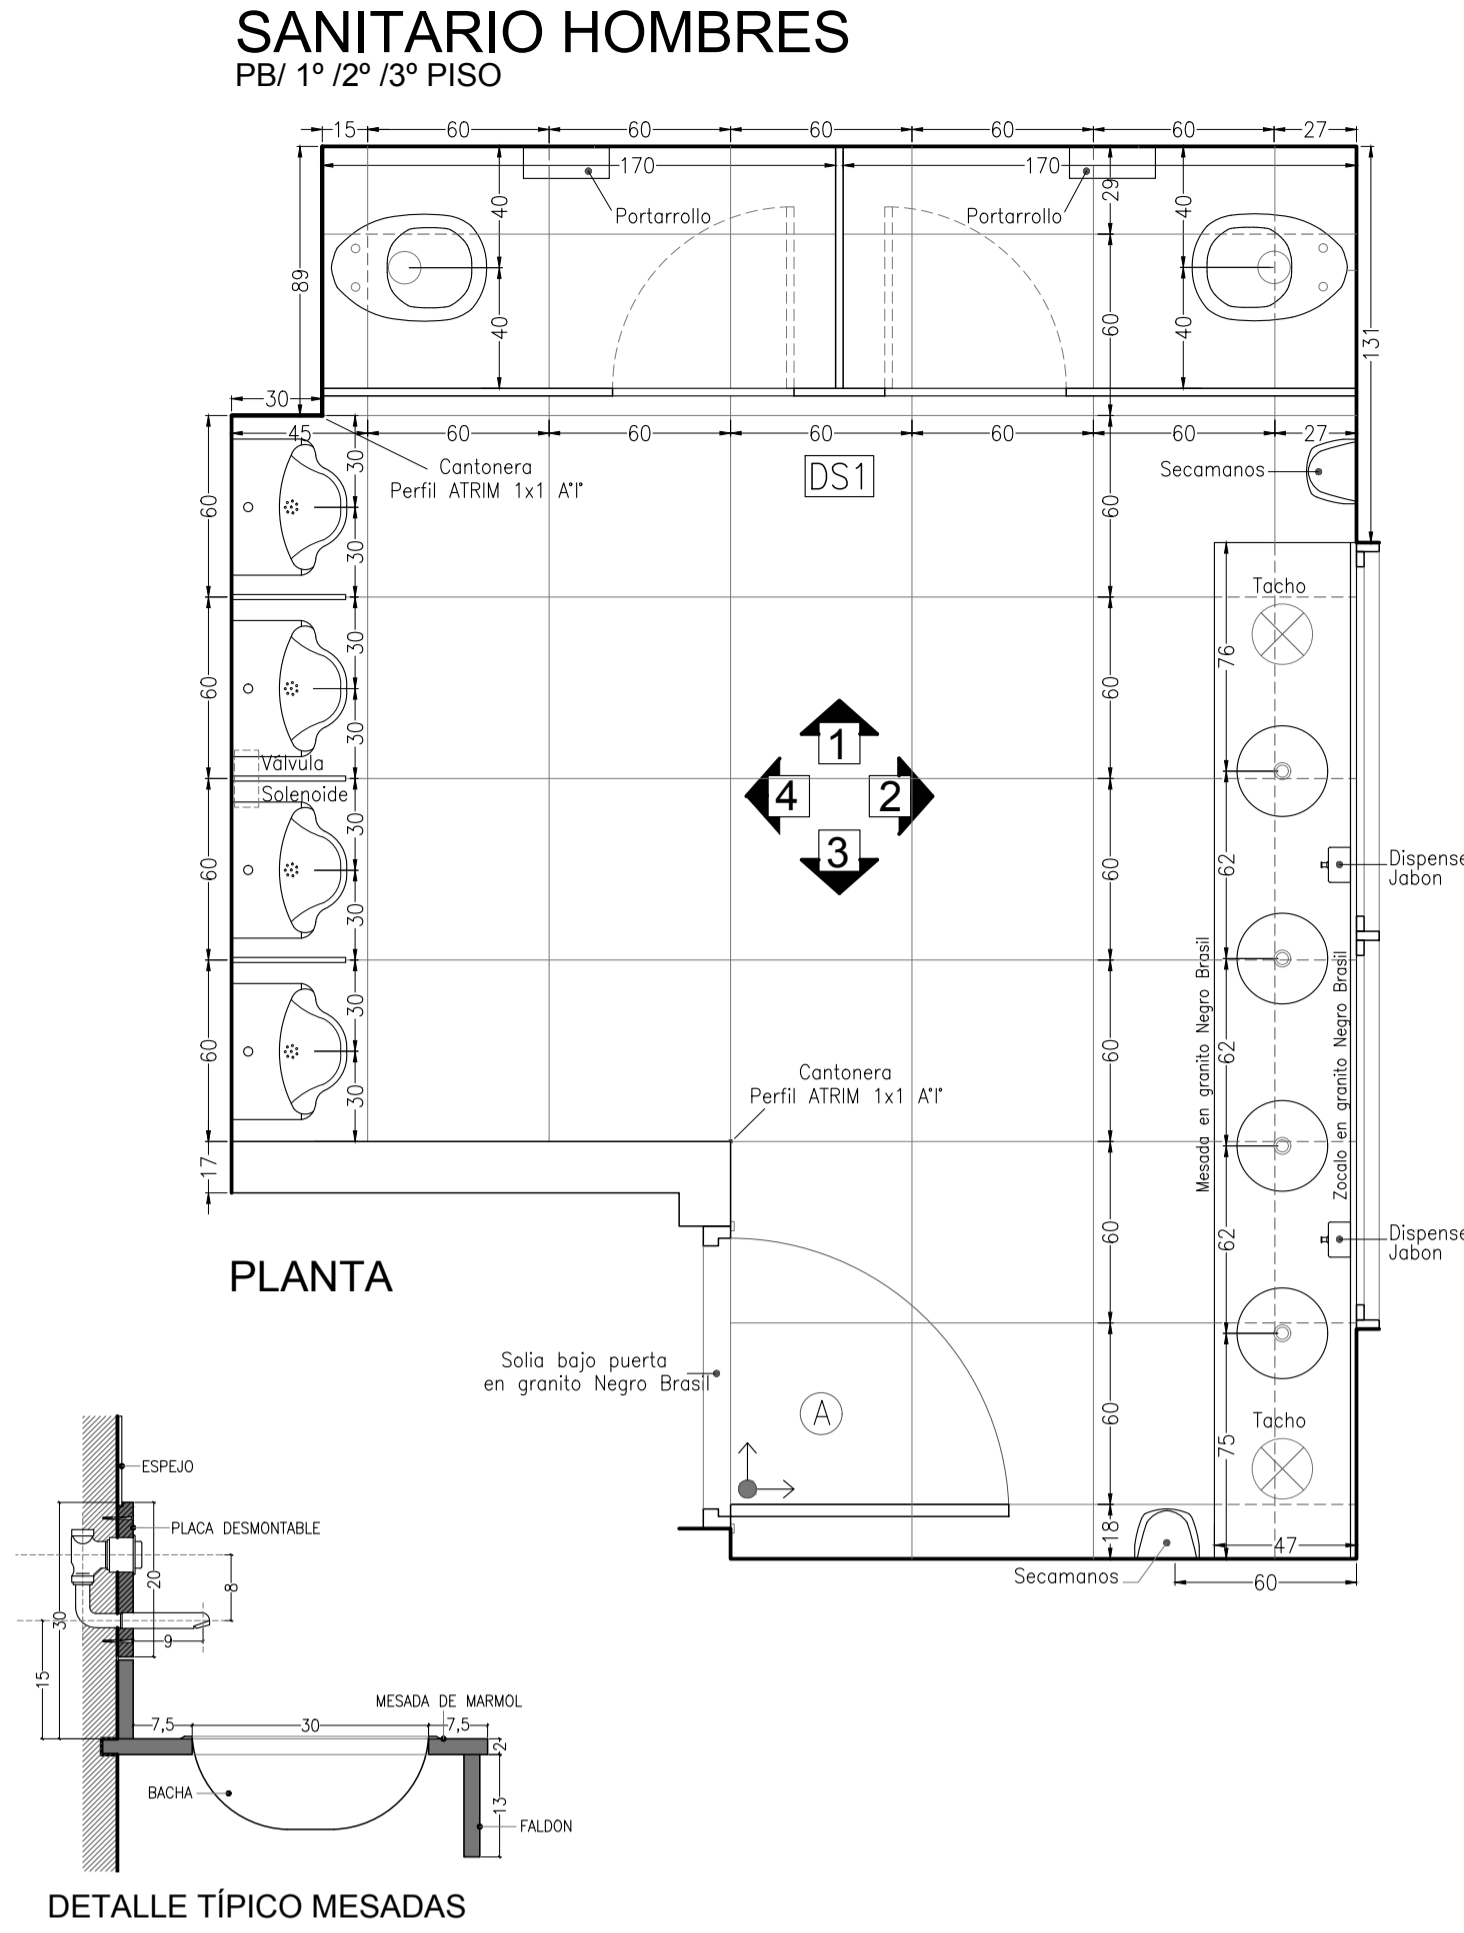 SANITARIO HOMBRES
PB/ 1º /2º /3º PISO
15 60 60 60 60 60 27
170 170
Portarrollo Portarrollo
40 29 40
89
40 60 40
131
30
45 60 60 60 60 60 27
Cantonera
Perfil ATRIM 1x1 A°I°
DS1
Secamanos
60 30 60
30
Tacho
76
60 30 60
30
Válvula
Solenoide
1
4 2
3
60 30 60 62
30
Dispense
Jabon
60 30 60 62
30
Mesada en granito Negro Brasil
Zocalo en granito Negro Brasil
Cantonera
Perfil ATRIM 1x1 A°I°
17
60 62
Dispense
Jabon
PLANTA
Solia bajo puerta
en granito Negro Brasil
A
60 75
Tacho
18 47
Secamanos 60
ESPEJO
PLACA DESMONTABLE
30 20 8
9
15
MESADA DE MARMOL
7,5 30 7,5
2
BACHA 13
FALDON
DETALLE TÍPICO MESADAS